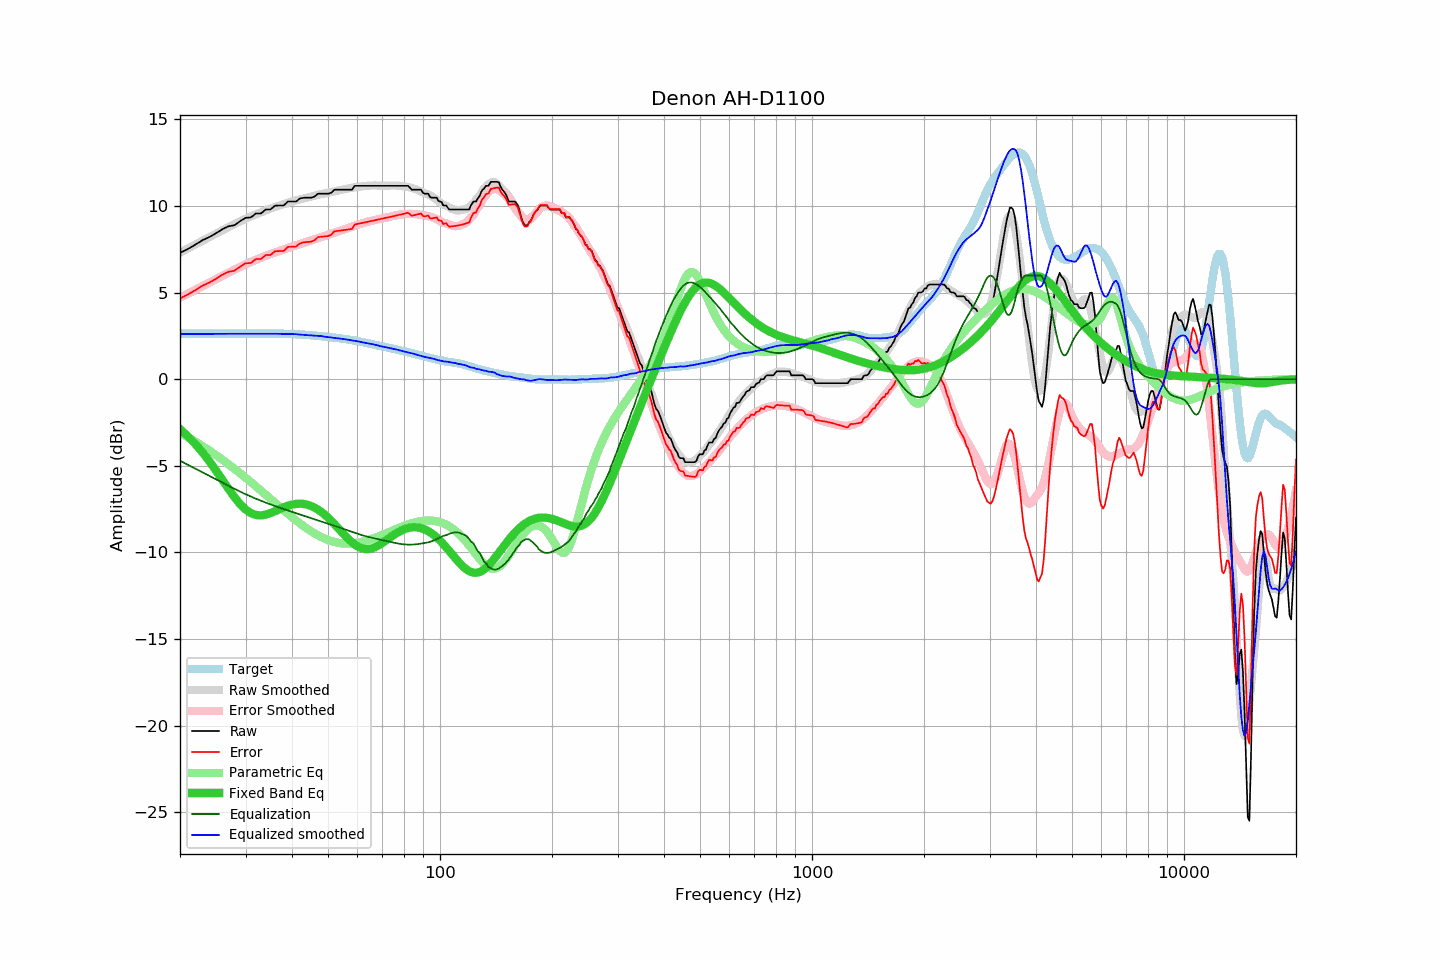 Denon AH-D1100
15
10
5
0
−5
−10
−15
−20
−25
Amplitude (dBr)
Target
Raw Smoothed
Error Smoothed
Raw
Error
Parametric Eq
Fixed Band Eq
Equalization
Equalized smoothed
100
1000
10000
Frequency (Hz)